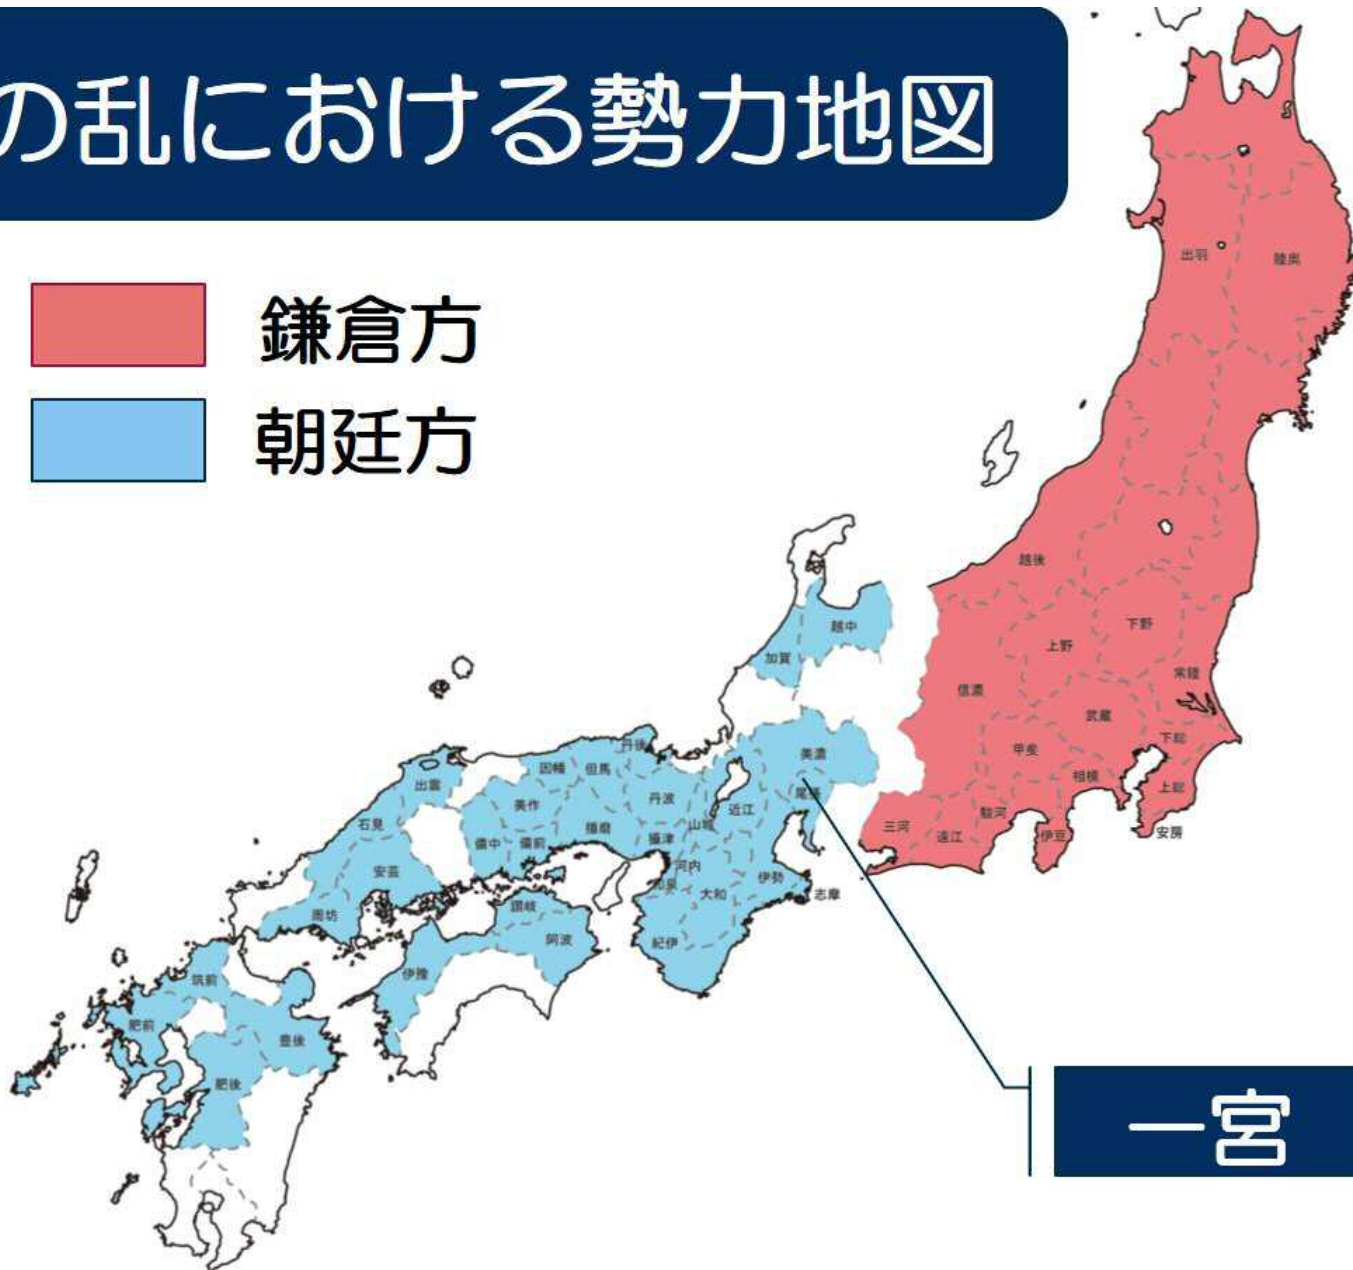 の乱における勢力地図
鎌倉方
朝廷方
出羽
陸奥
越後
下野
上野
常陸
信濃
武蔵
下総
甲斐
相模
上総
駿河
三河
遠江
伊豆
安房
越中
加賀
美濃
尾張
丹後
因幡
但馬
出雲
美作
丹波
近江
石見
播磨
山城
備中
備前
摂津
安芸
河内
伊勢
和泉
大和
志摩
讃岐
周坊
阿波
紀伊
伊豫
筑前
肥前
豊後
肥後
一宮